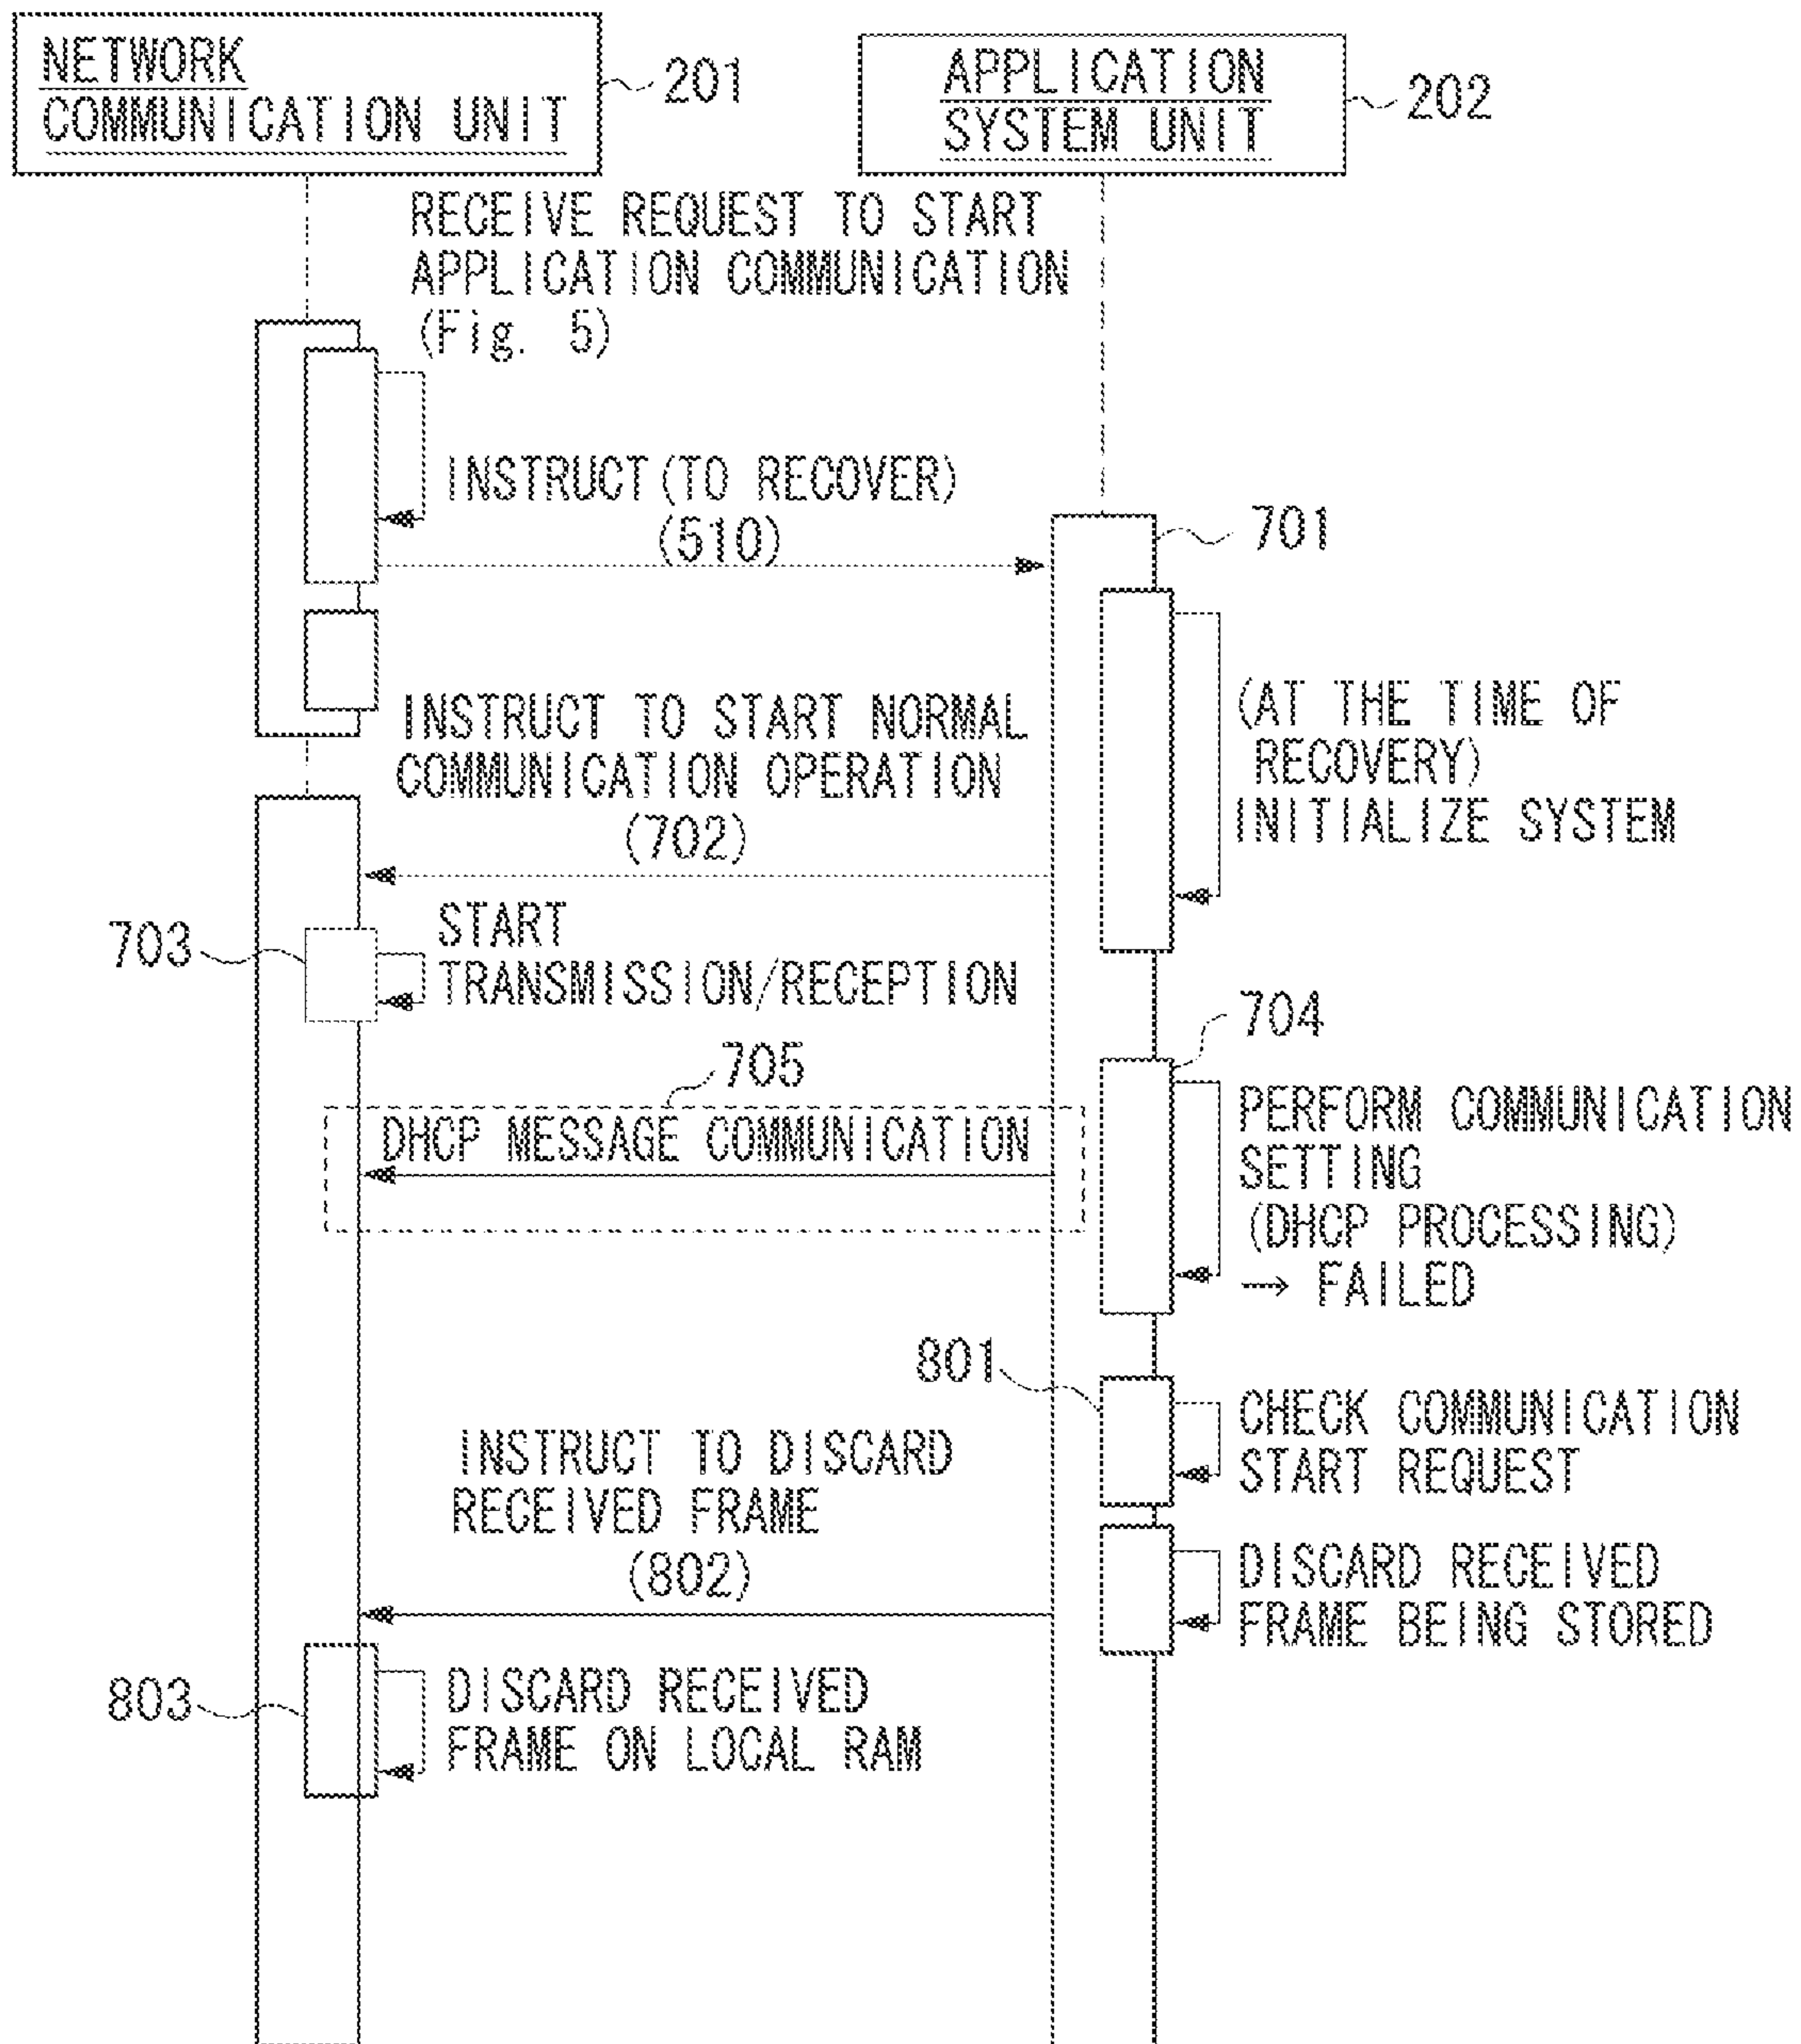 NETWORK
COMMUNICATION UNIT
201
APPLICATION
SYSTEM UNIT
202
RECEIVE REQUEST TO START
APPLICATION COMMUNICATION
(Fig. 5)
INSTRUCT(TO RECOVER)
(510)
701
(AT THE TIME OF
RECOVERY)
INITIALIZE SYSTEM
INSTRUCT TO START NORMAL
COMMUNICATION OPERATION
(702)
703
START
TRANSMISSION/RECEPTION
704
705
DHCP MESSAGE COMMUNICATION
PERFORM COMMUNICATION
SETTING
(DHCP PROCESSING)
→ FAILED
801
CHECK COMMUNICATION
START REQUEST
INSTRUCT TO DISCARD
RECEIVED FRAME
(802)
DISCARD RECEIVED
FRAME BEING STORED
803
DISCARD RECEIVED
FRAME ON LOCAL RAM